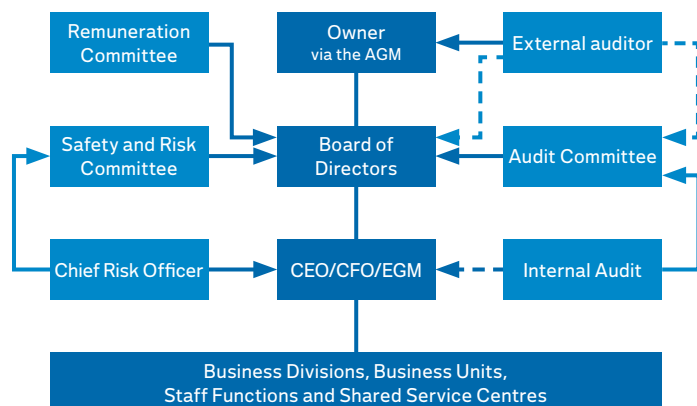 Remuneration
Committee
Owner
via the AGM
External auditor
Safety and Risk
Committee
Board of
Directors
Audit Committee
Chief Risk Officer
CEO/CFO/EGM
Internal Audit
Business Divisions, Business Units,
Staff Functions and Shared Service Centres